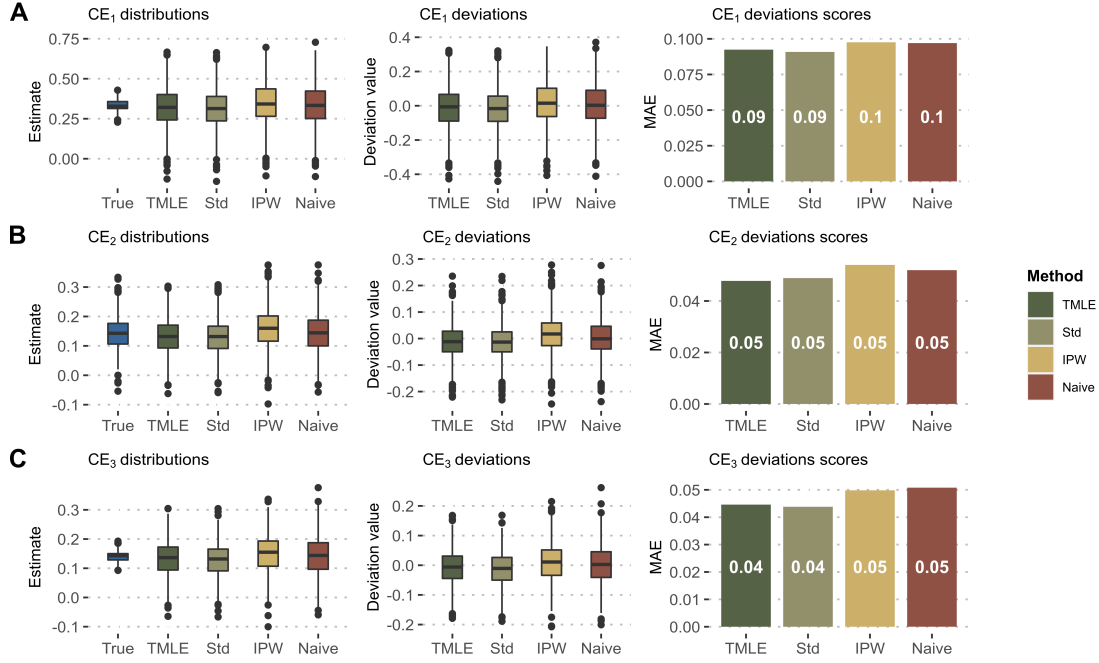 A
CE1 distributions
CE1 deviations
CE1 deviations scores
Estimate
0.75
0.50
0.25
0.00
True TMLE Std IPW Naive
Deviation value
0.4
0.2
0.0
-0.2
-0.4
TMLE Std IPW Naive
MAE
0.100
0.075
0.050
0.025
0.000
0.09 0.09 0.1 0.1
TMLE Std IPW Naive
B
CE2 distributions
CE2 deviations
CE2 deviations scores
Estimate
0.3
0.2
0.1
0.0
-0.1
True TMLE Std IPW Naive
Deviation value
0.3
0.2
0.1
0.0
-0.1
-0.2
TMLE Std IPW Naive
MAE
0.04
0.02
0.00
0.05 0.05 0.05 0.05
TMLE Std IPW Naive
Method
TMLE
Std
IPW
Naive
C
CE3 distributions
CE3 deviations
CE3 deviations scores
Estimate
0.3
0.2
0.1
0.0
-0.1
True TMLE Std IPW Naive
Deviation value
0.2
0.1
0.0
-0.1
-0.2
TMLE Std IPW Naive
MAE
0.05
0.04
0.03
0.02
0.01
0.00
0.04 0.04 0.05 0.05
TMLE Std IPW Naive